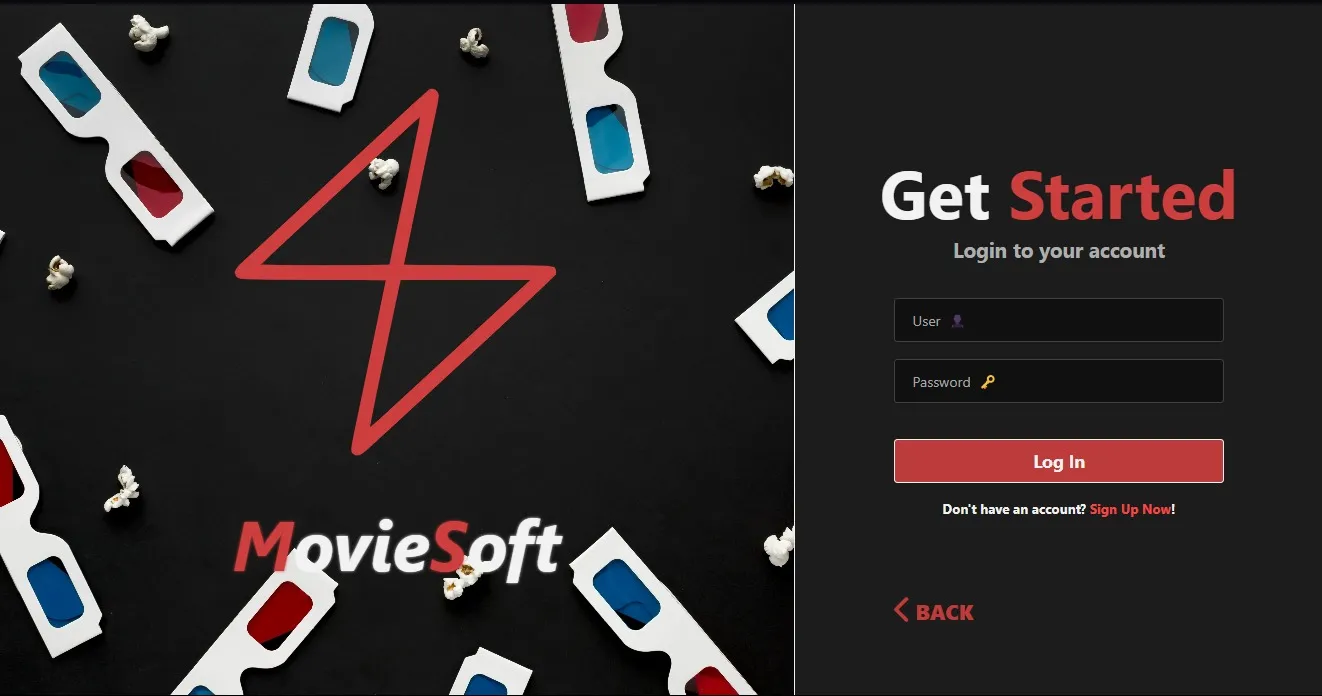 MovieSoft
Get Started
Login to your account
User 👤
Password 🔑
Log In
Don't have an account? Sign Up Now!
BACK